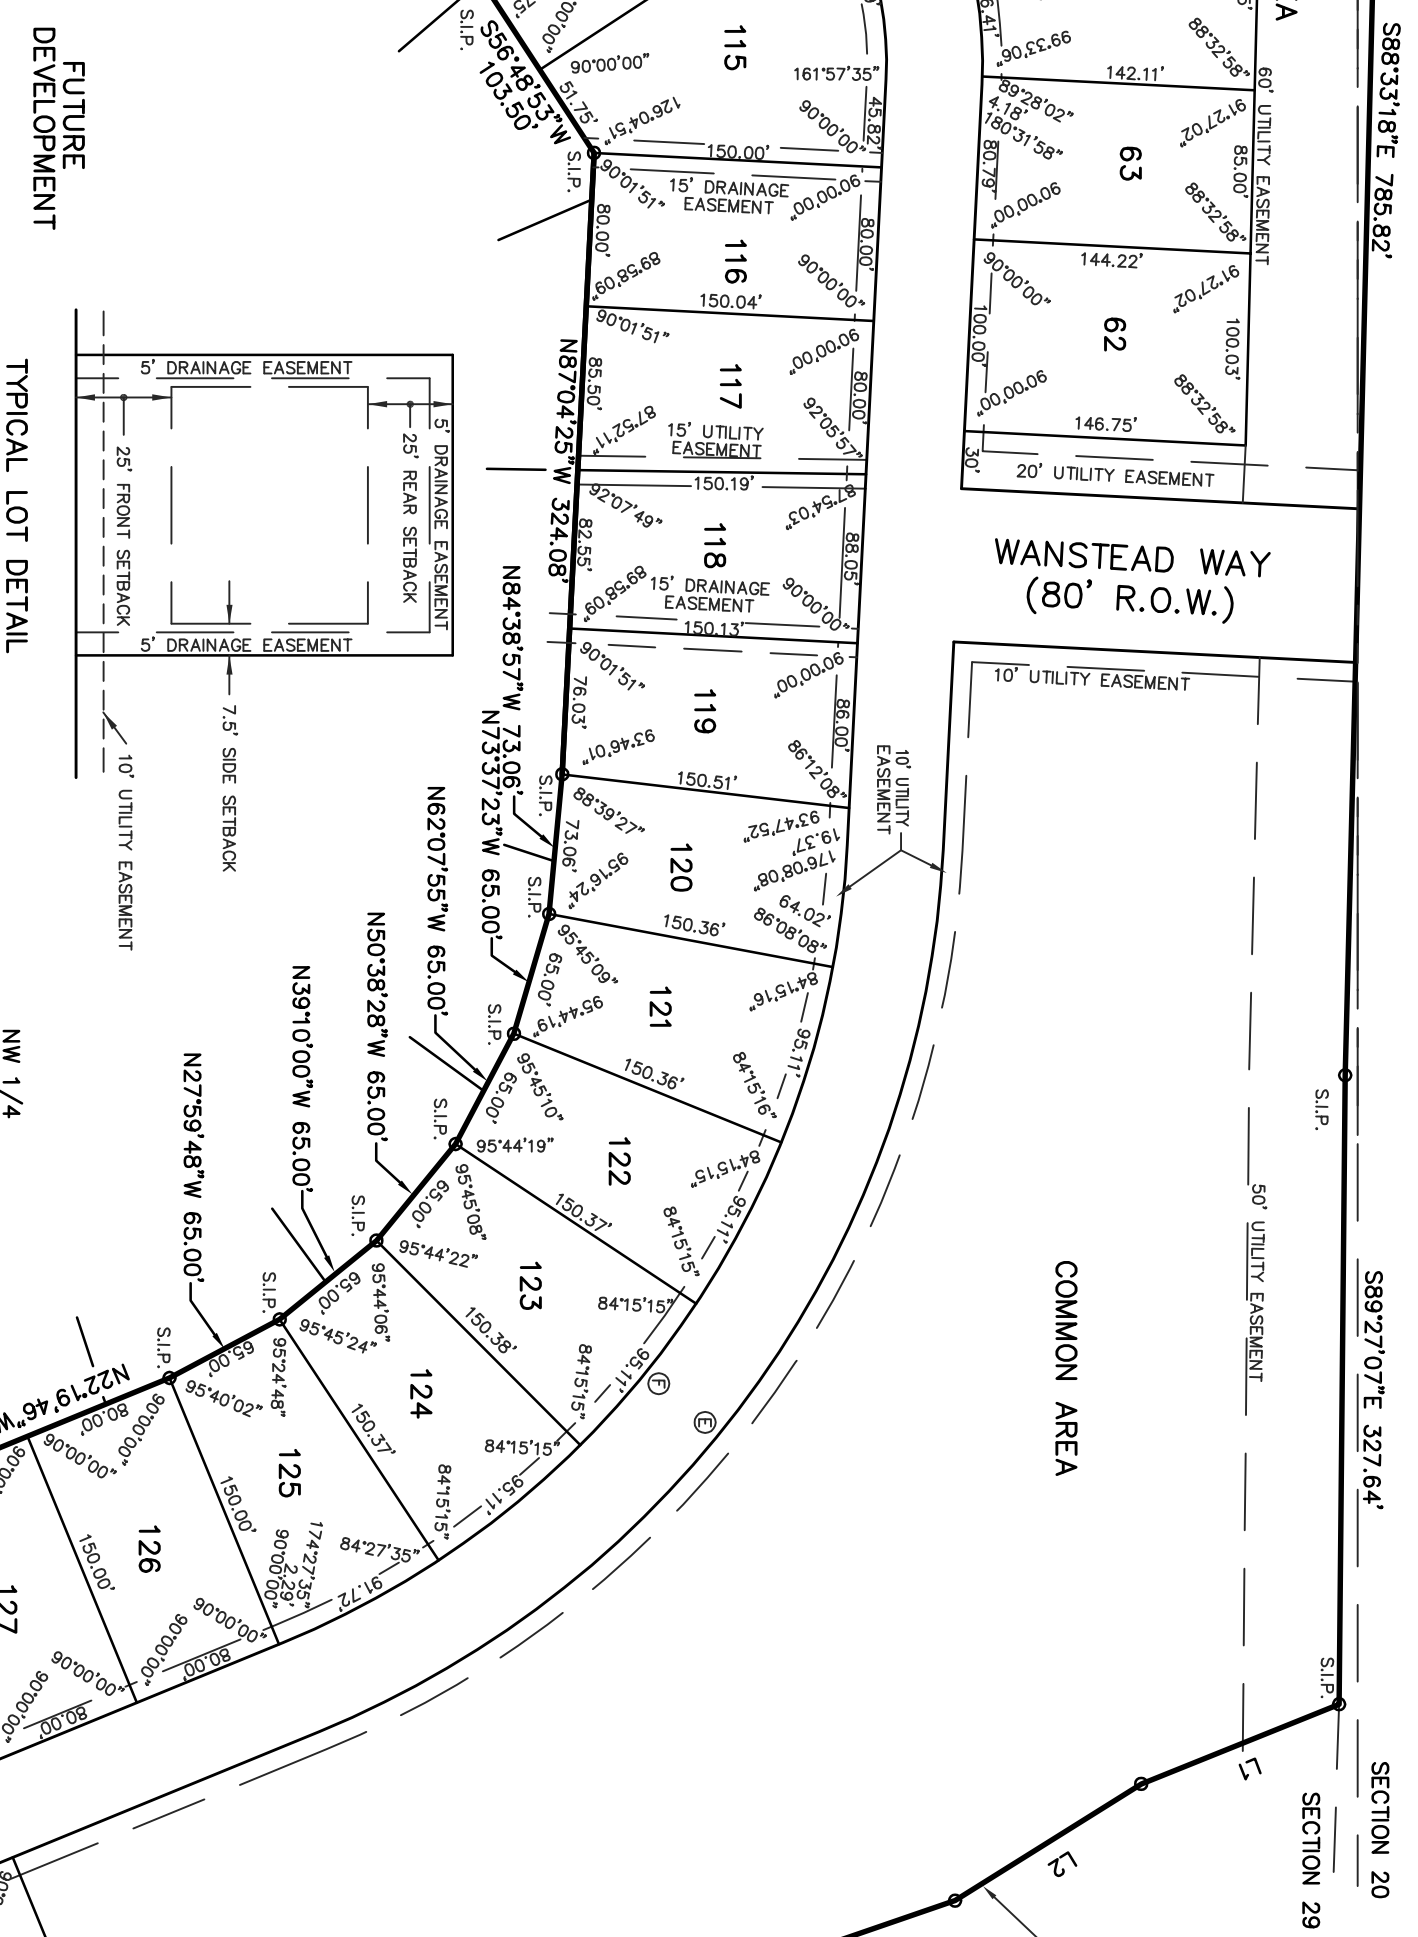 S88°33'18"E 785.82'
S89°27'07"E 327.64'
SECTION 20
SECTION 29
S.I.P.
S.I.P.
L1
L2
60' UTILITY EASEMENT
50' UTILITY EASEMENT
COMMON AREA
WANSTEAD WAY
(80' R.O.W.)
20' UTILITY EASEMENT
10' UTILITY EASEMENT
10' UTILITY
EASEMENT
30'
88°32'58"
142.11'
99°33'06"
63
91°27'02"
85.00'
88°32'58"
89°28'02"
4.18'
180°31'58"
80.79'
90°00'00"
144.22'
62
91°27'02"
100.03'
88°32'58"
90°00'00"
100.00'
90°00'00"
146.75'
115
161°57'35"
45.82'
90°00'00"
90°00'00"
51.75'
126°04'51"
150.00'
S56°48'53"W
103.50'
S.I.P.
S.I.P.
15' DRAINAGE
EASEMENT
116
90°00'00"
80.00'
90°00'00"
90°01'51"
80.00'
89°58'09"
150.04'
117
90°00'00"
80.00'
92°05'57"
90°01'51"
85.50'
87°52'11"
15' UTILITY
EASEMENT
150.19'
118
87°54'03"
88.05'
90°00'00"
92°07'49"
82.55'
89°58'09"
15' DRAINAGE
EASEMENT
150.13'
N87°04'25"W 324.08'
119
90°00'00"
86.00'
86°12'08"
90°01'51"
76.03'
93°46'01"
150.51'
S.I.P.
N84°38'57"W 73.06'
120
93°47'52"
19.37'
176°08'08"
64.02'
86°08'08"
88°39'27"
73.06'
95°16'24"
150.36'
S.I.P.
N73°37'23"W 65.00'
121
84°15'16"
95.11'
84°15'16"
95°45'09"
65.00'
95°44'19"
150.36'
S.I.P.
N62°07'55"W 65.00'
122
84°15'15"
95.11'
84°15'15"
95°45'10"
65.00'
95°44'19"
150.37'
S.I.P.
N50°38'28"W 65.00'
123
84°15'15"
95.11'
84°15'15"
95°45'08"
65.00'
95°44'22"
150.38'
S.I.P.
N39°10'00"W 65.00'
124
84°15'15"
95.11'
84°15'15"
95°44'06"
65.00'
95°45'24"
150.37'
S.I.P.
N27°59'48"W 65.00'
125
84°27'35"
91.72'
174°27'35"
2.29'
90°00'00"
95°24'48"
65.00'
95°40'02"
150.00'
S.I.P.
N22°19'46"W
126
90°00'00"
80.00'
90°00'00"
90°00'00"
80.00'
90°00'00"
150.00'
127
90°00'00"
80.00'
90°00'00"
F
E
FUTURE
DEVELOPMENT
5' DRAINAGE EASEMENT
5' DRAINAGE EASEMENT
5' DRAINAGE EASEMENT
25' REAR SETBACK
25' FRONT SETBACK
7.5' SIDE SETBACK
10' UTILITY EASEMENT
TYPICAL LOT DETAIL
NW 1/4